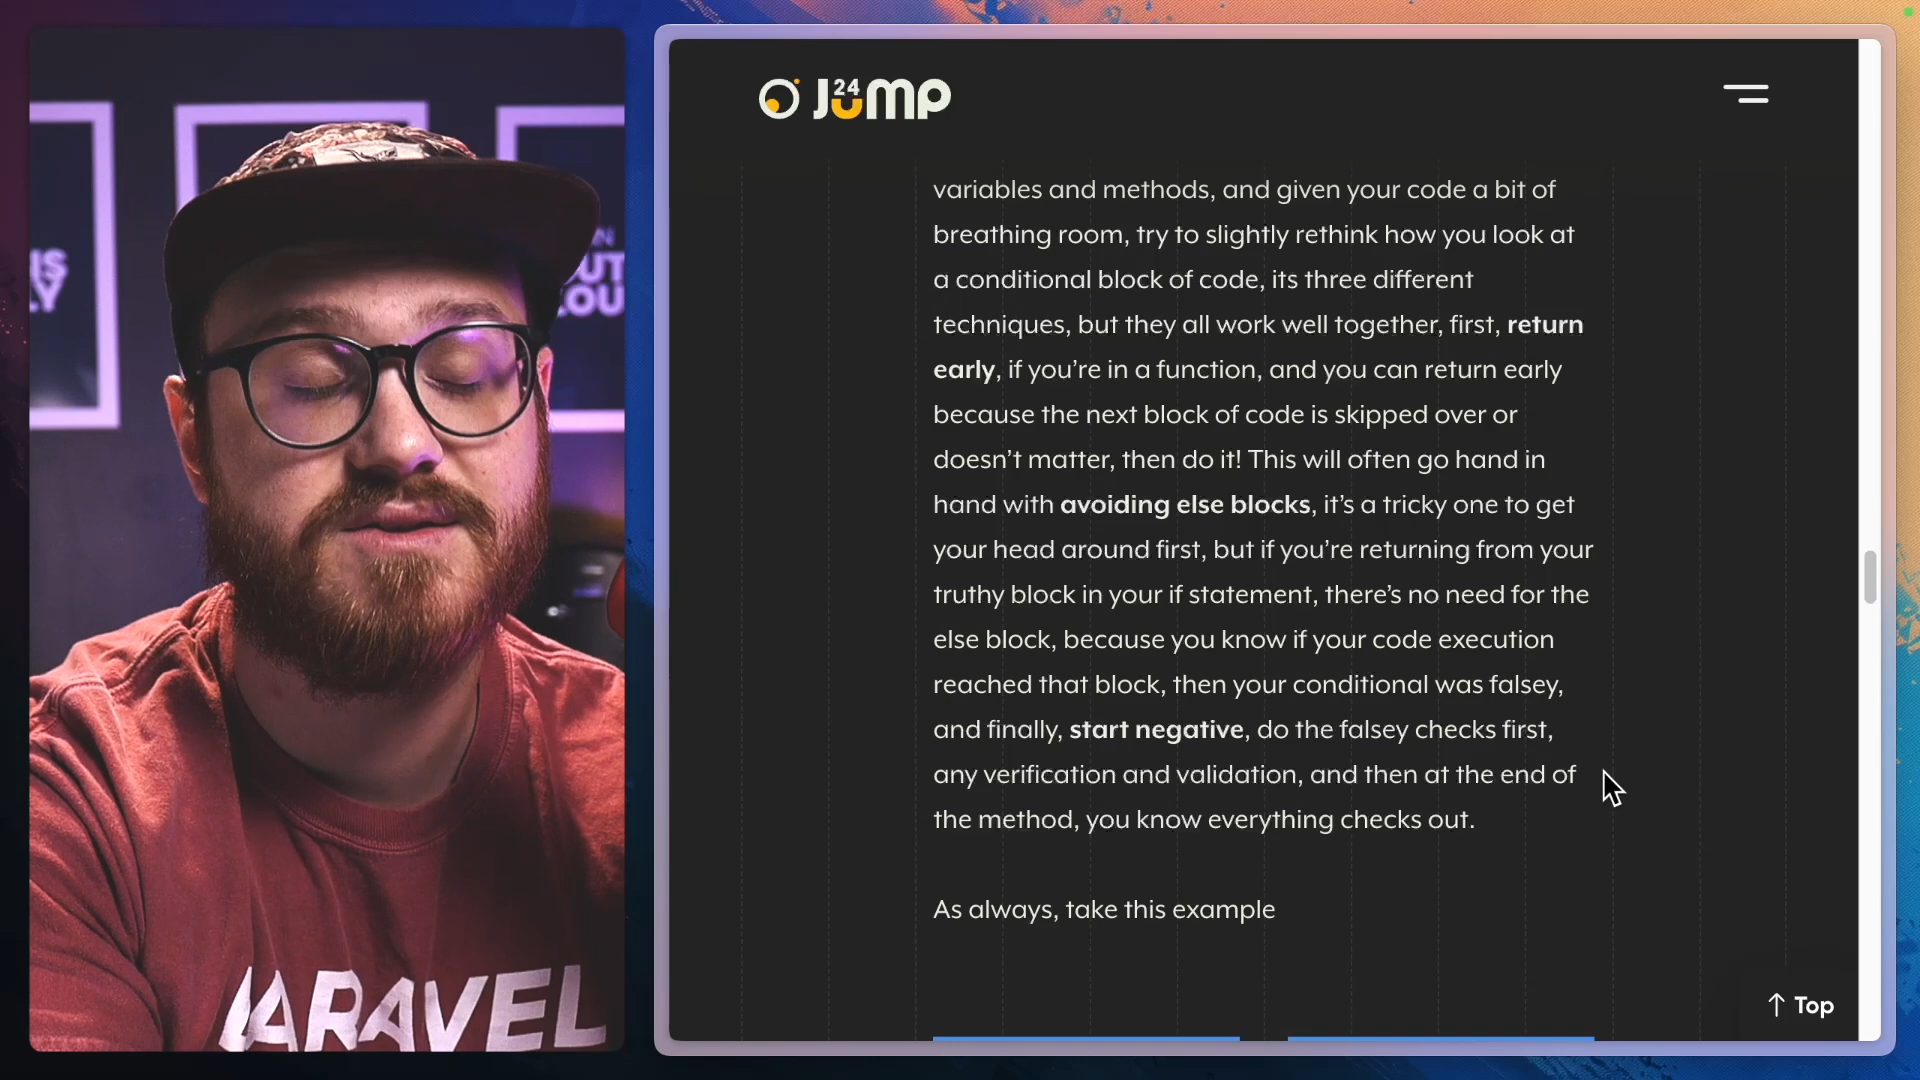 JUMP
24
variables and methods, and given your code a bit of
breathing room, try to slightly rethink how you look at
a conditional block of code, its three different
techniques, but they all work well together, first, return
early, if you’re in a function, and you can return early
because the next block of code is skipped over or
doesn’t matter, then do it! This will often go hand in
hand with avoiding else blocks, it’s a tricky one to get
your head around first, but if you’re returning from your
truthy block in your if statement, there’s no need for the
else block, because you know if your code execution
reached that block, then your conditional was falsey,
and finally, start negative, do the falsey checks first,
any verification and validation, and then at the end of
the method, you know everything checks out.
As always, take this example
↑ Top
LARAVEL